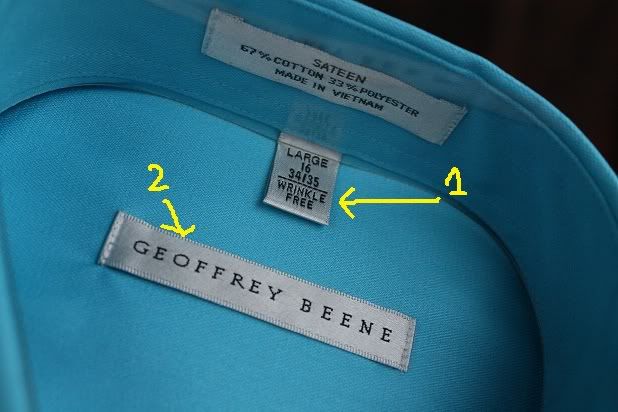 SATEEN
67% COTTON 33% POLYESTER
MADE IN VIETNAM
LARGE
16
34/35
WRINKLE
FREE
1
2
GEOFFREY BEENE